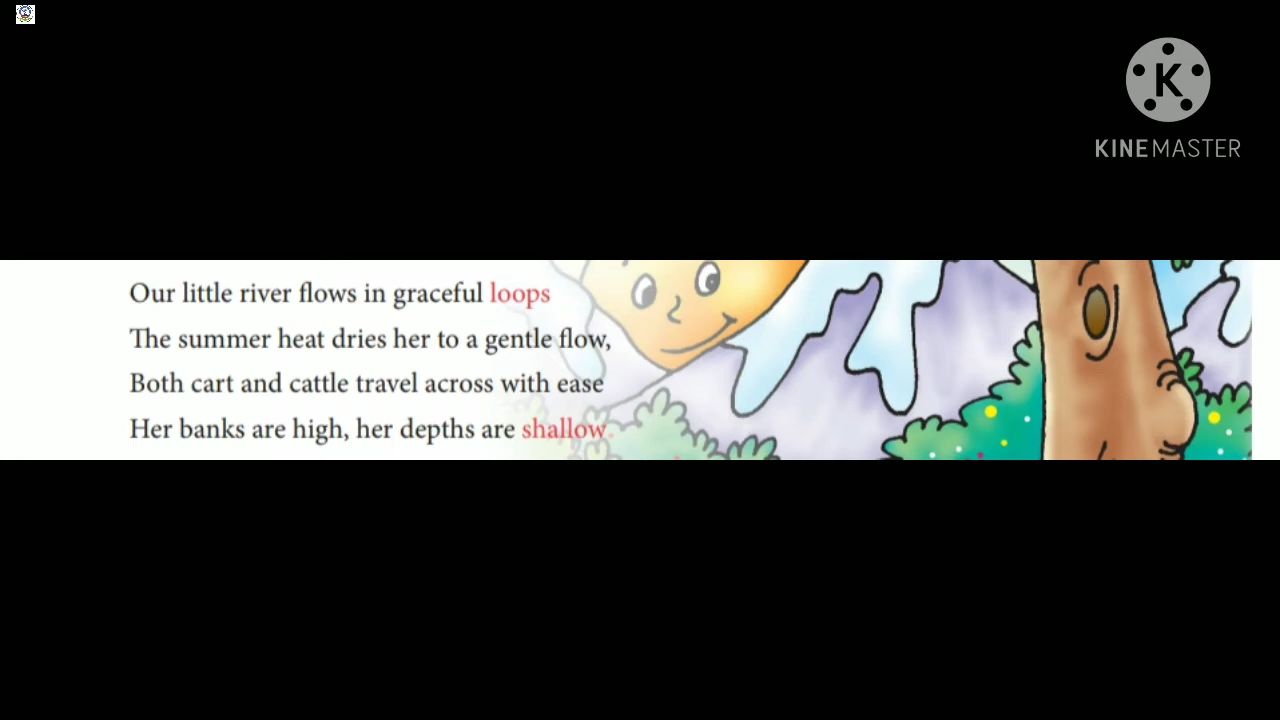 KINEMASTER
Our little river flows in graceful loops
The summer heat dries her to a gentle flow,
Both cart and cattle travel across with ease
Her banks are high, her depths are shallow.